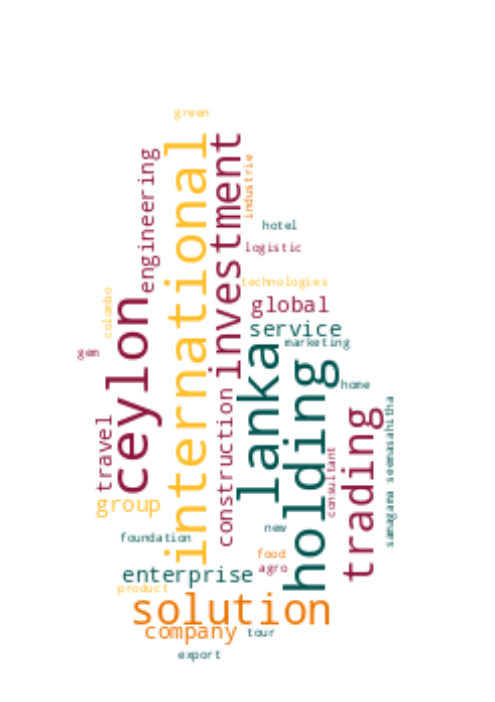 green
international
investment
engineering
industrie
hotel
logistic
technologies
colombo
ceylon
global
service
marketing
gem
lanka
holding
home
construction
trading
samagama seemasahitha
travel
consultant
group
new
foundation
food
agro
enterprise
product
solution
company
tour
export